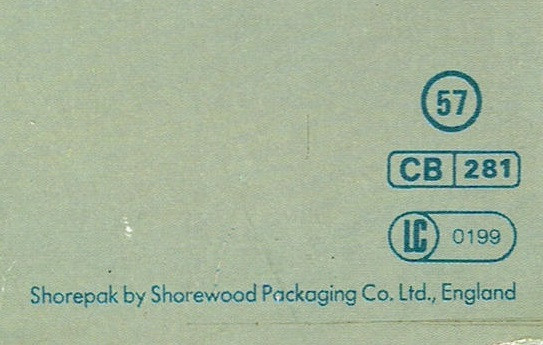 57
CB 281
LC 0199
Shorepak by Shorewood Packaging Co. Ltd., England